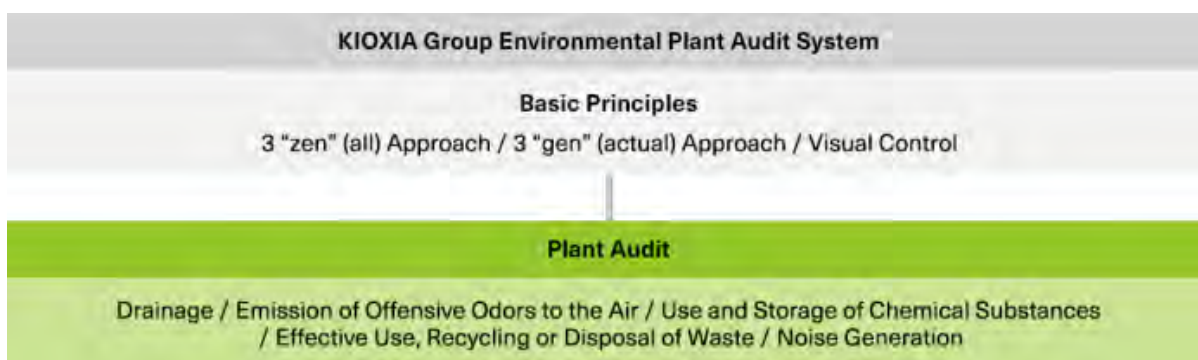 KIOXIA Group Environmental Plant Audit System
Basic Principles
3 “zen” (all) Approach / 3 “gen” (actual) Approach / Visual Control
Plant Audit
Drainage / Emission of Offensive Odors to the Air / Use and Storage of Chemical Substances
/ Effective Use, Recycling or Disposal of Waste / Noise Generation